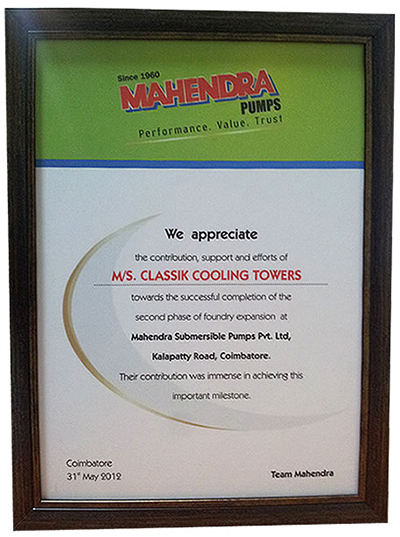 Since 1960
MAHENDRA
PUMPS
Performance. Value. Trust
We appreciate
the contribution, support and efforts of
M/S. CLASSIK COOLING TOWERS
towards the successful completion of the
second phase of foundry expansion at
Mahendra Submersible Pumps Pvt. Ltd,
Kalapatty Road, Coimbatore.
Their contribution was immense in achieving this
important milestone.
Coimbatore
31st May 2012
Team Mahendra